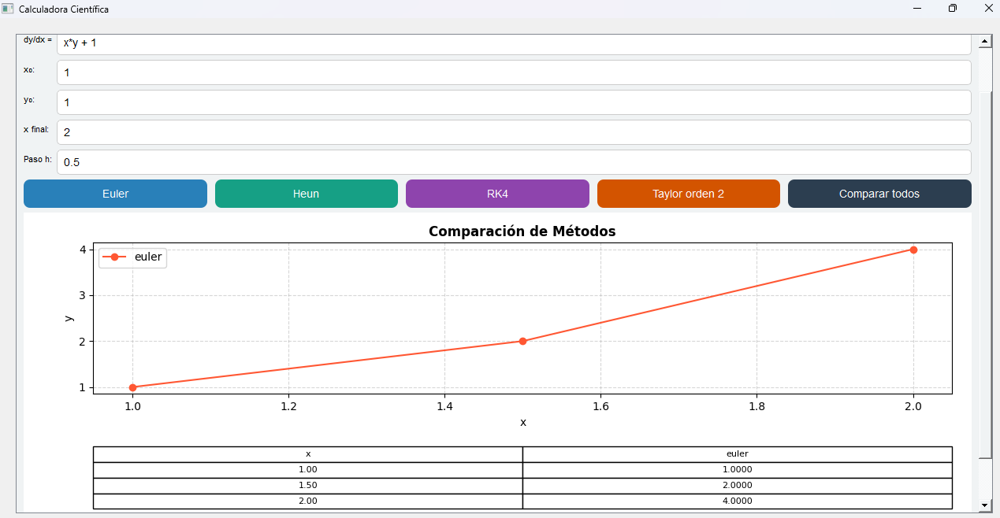 Calculadora Científica
dy/dx = x*y + 1
x₀: 1
y₀: 1
x final: 2
Paso h: 0.5
Euler Heun RK4 Taylor orden 2 Comparar todos
Comparación de Métodos
euler
4
3
2
1
y
1.0 1.2 1.4 1.6 1.8 2.0
x
x euler
1.00 1.0000
1.50 2.0000
2.00 4.0000